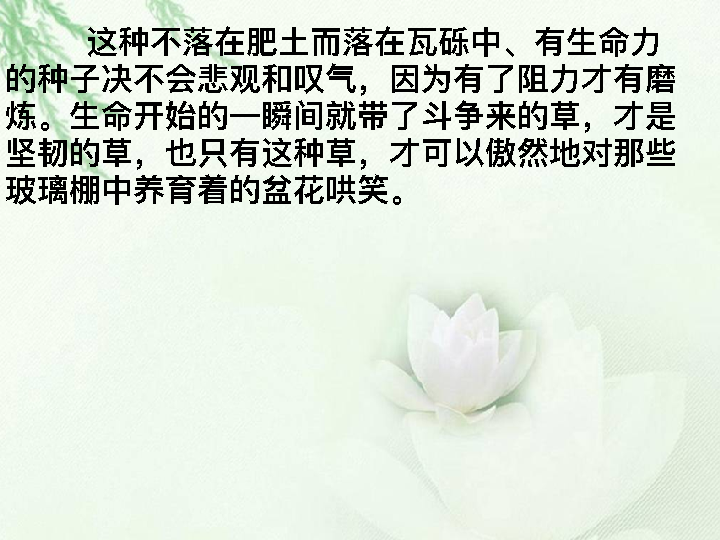 这种不落在肥土而落在瓦砾中、有生命力
的种子决不会悲观和叹气，因为有了阻力才有磨
炼。生命开始的一瞬间就带了斗争来的草，才是
坚韧的草，也只有这种草，才可以傲然地对那些
玻璃棚中养育着的盆花哄笑。